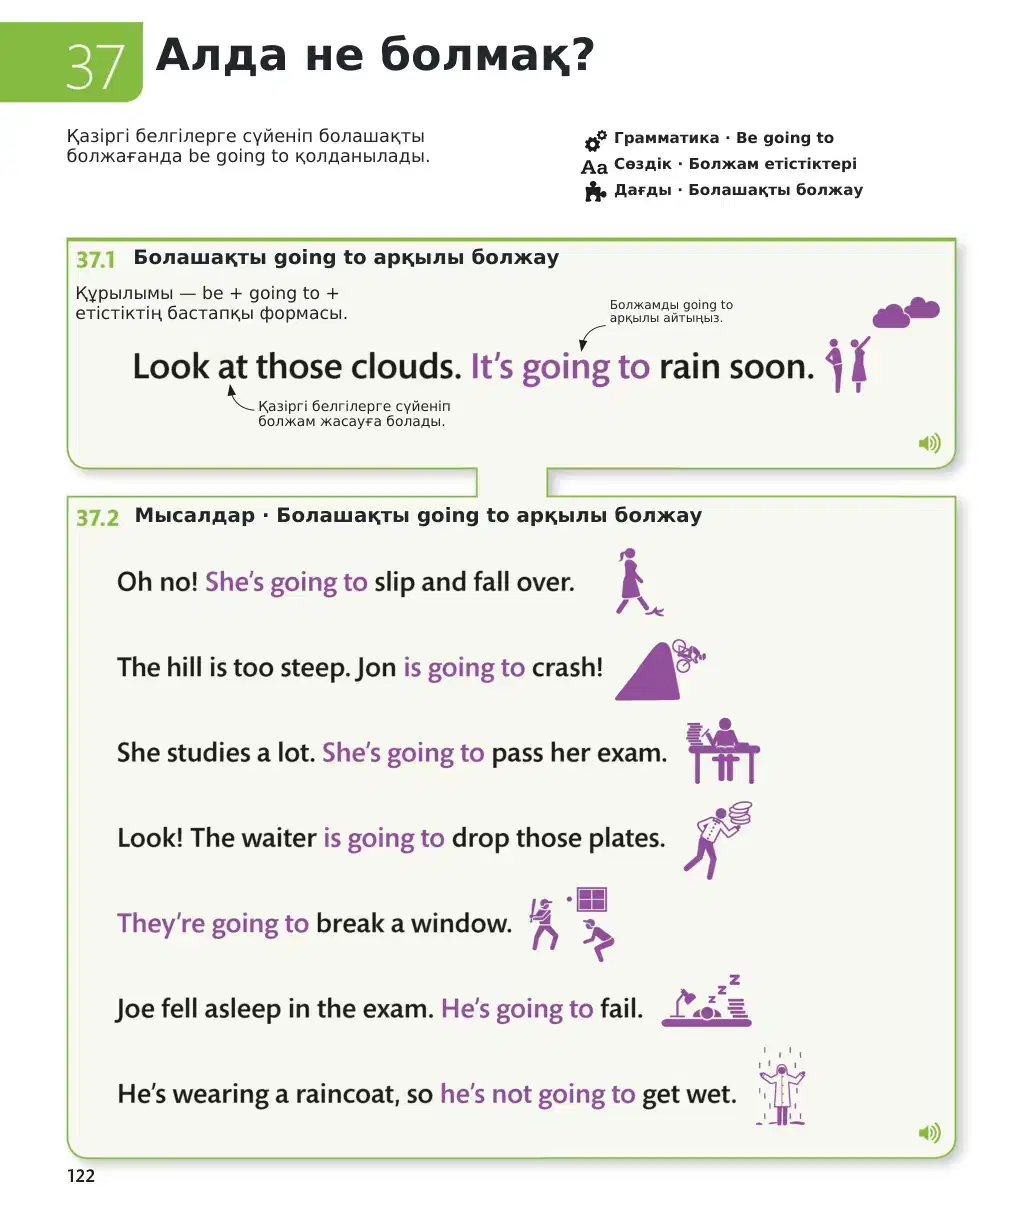 37
Алда не болмақ?
Қазіргі белгілерге сүйеніп болашақты
болжағанда be going to қолданылады.
Грамматика · Be going to
Aa Сөздік · Болжам етістіктері
Дағды · Болашақты болжау
37.1 Болашақты going to арқылы болжау
Құрылымы — be + going to +
етістіктің бастапқы формасы.
Болжамды going to
арқылы айтыңыз.
Look at those clouds. It's going to rain soon.
Қазіргі белгілерге сүйеніп
болжам жасауға болады.
37.2 Мысалдар · Болашақты going to арқылы болжау
Oh no! She's going to slip and fall over.
The hill is too steep. Jon is going to crash!
She studies a lot. She's going to pass her exam.
Look! The waiter is going to drop those plates.
They're going to break a window.
Joe fell asleep in the exam. He's going to fail.
z z z
He's wearing a raincoat, so he's not going to get wet.
122